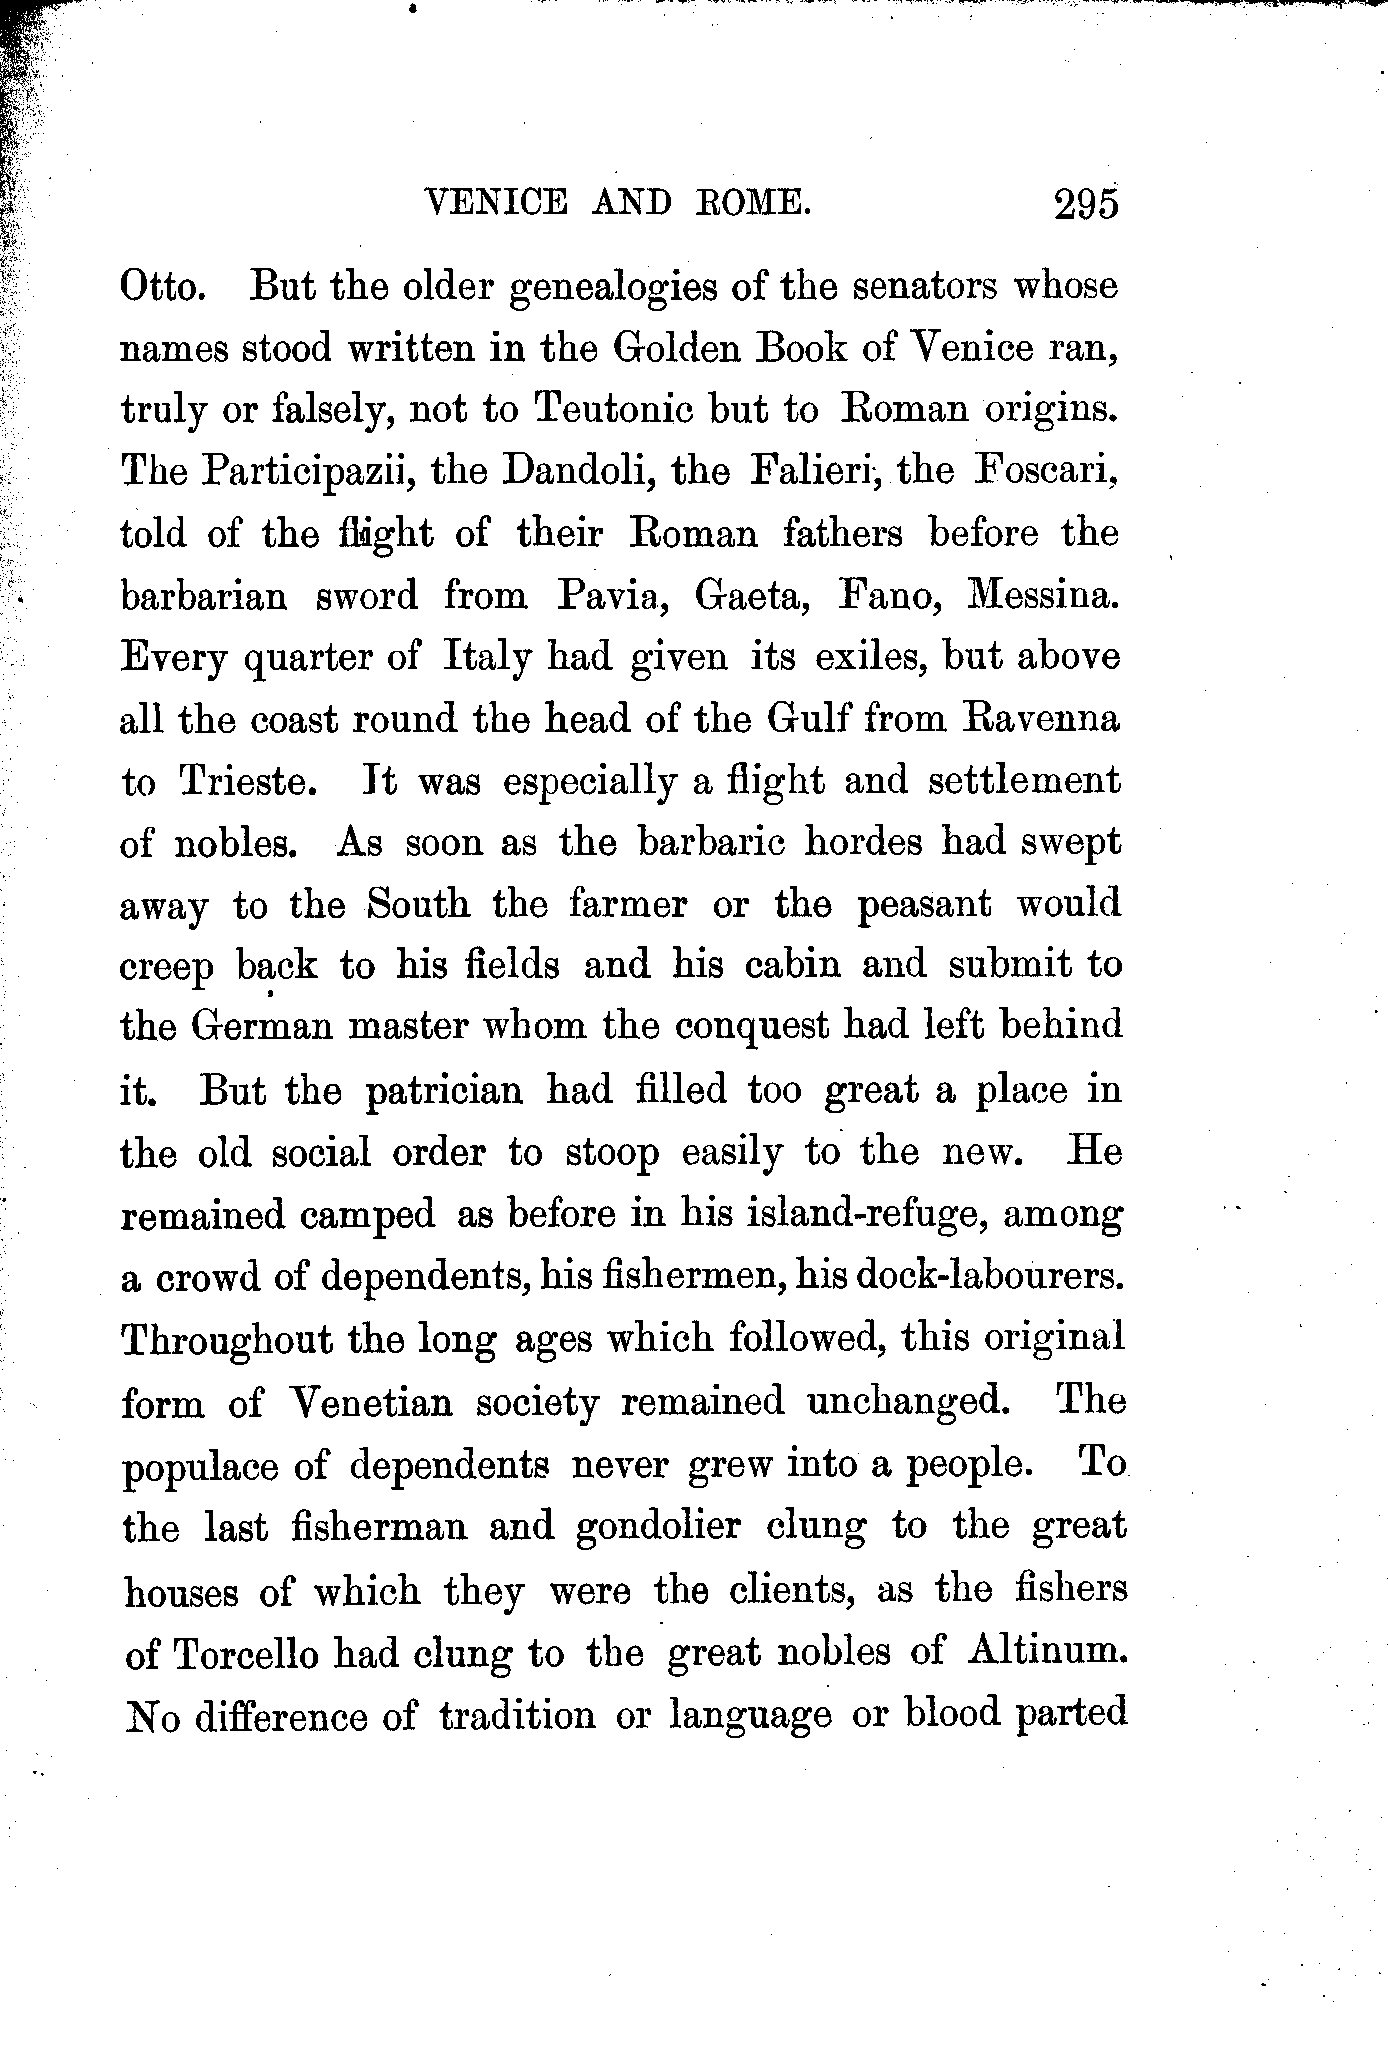 VENICE AND ROME. 295
Otto. But the older genealogies of the senators whose
names stood written in the Golden Book of Venice ran,
truly or falsely, not to Teutonic but to Roman origins.
The Participazii, the Dandoli, the Falieri, the Foscari,
told of the flight of their Roman fathers before the
barbarian sword from Pavia, Gaeta, Fano, Messina.
Every quarter of Italy had given its exiles, but above
all the coast round the head of the Gulf from Ravenna
to Trieste. It was especially a flight and settlement
of nobles. As soon as the barbaric hordes had swept
away to the South the farmer or the peasant would
creep back to his fields and his cabin and submit to
the German master whom the conquest had left behind
it. But the patrician had filled too great a place in
the old social order to stoop easily to the new. He
remained camped as before in his island-refuge, among
a crowd of dependents, his fishermen, his dock-labourers.
Throughout the long ages which followed, this original
form of Venetian society remained unchanged. The
populace of dependents never grew into a people. To
the last fisherman and gondolier clung to the great
houses of which they were the clients, as the fishers
of Torcello had clung to the great nobles of Altinum.
No difference of tradition or language or blood parted